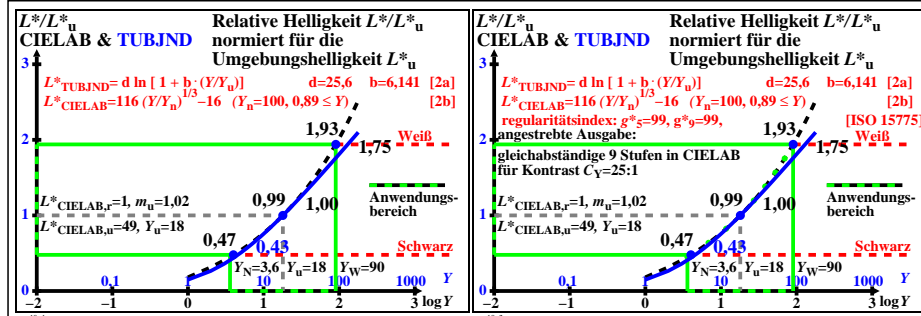 L*/L*u
CIELAB & TUBJND
Relative Helligkeit L*/L*u
normiert für die
Umgebungshelligkeit L*u
3
L*TUBJND= d ln [ 1 + b·(Y/Yu)] d=25,6 b=6,141 [2a]
L*CIELAB=116 (Y/Yn)1/3−16 (Yn=100, 0,89 ≤ Y) [2b]
1,93
Weiß
2
1,75
Anwendungs-
bereich
L*CIELAB,r=1, mu=1,02
0,99
1,00
1
L*CIELAB,u=49, Yu=18
0,47
0,43
Schwarz
YN=3,6 Yu=18 YW=90
0
0,1 1 10 100 1000 Y
−2 −1 0 1 2 3 log Y
L*/L*u
CIELAB & TUBJND
Relative Helligkeit L*/L*u
normiert für die
Umgebungshelligkeit L*u
3
L*TUBJND= d ln [ 1 + b·(Y/Yu)] d=25,6 b=6,141 [2a]
L*CIELAB=116 (Y/Yn)1/3−16 (Yn=100, 0,89 ≤ Y) [2b]
regularitätsindex: g*5=99, g*9=99, [ISO 15775]
angestrebte Ausgabe:
1,93
Weiß
2
1,75
gleichabständige 9 Stufen in CIELAB
für Kontrast CY=25:1
Anwendungs-
bereich
L*CIELAB,r=1, mu=1,02
0,99
1,00
1
L*CIELAB,u=49, Yu=18
0,47
0,43
Schwarz
YN=3,6 Yu=18 YW=90
0
0,1 1 10 100 1000 Y
−2 −1 0 1 2 3 log Y